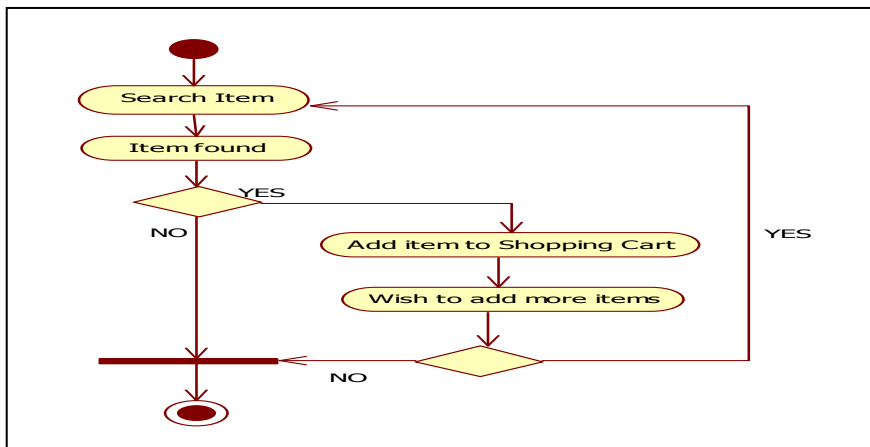 Search Item
Item found
YES
NO
Add item to Shopping Cart
YES
Wish to add more items
NO